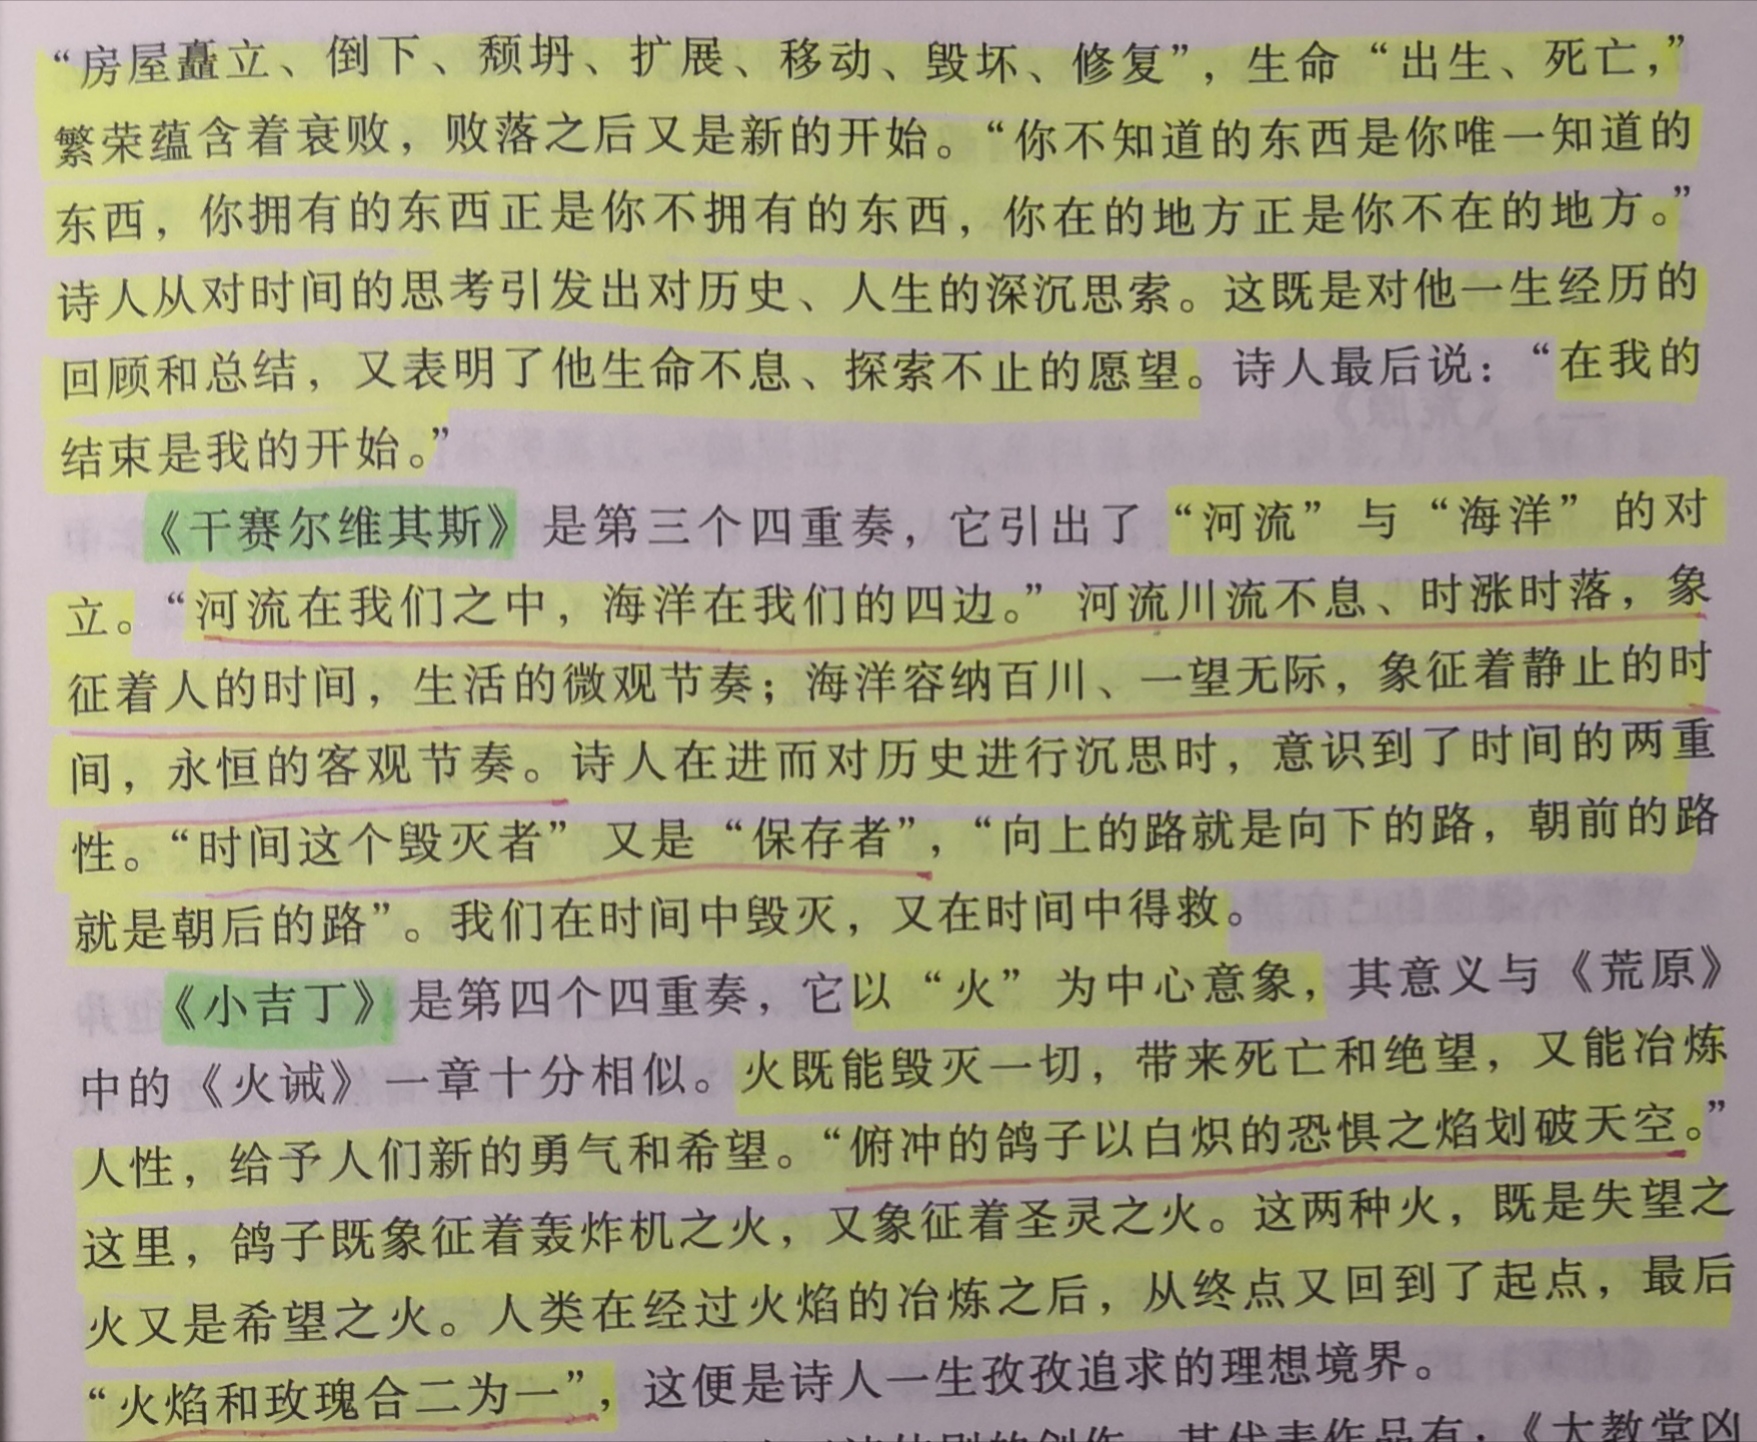 “房屋矗立、倒下、颓坍、扩展、移动、毁坏、修复”，生命“出生、死亡，”
繁荣蕴含着衰败，败落之后又是新的开始。“你不知道的东西是你唯一知道的
东西，你拥有的东西正是你不拥有的东西，你在的地方正是你不在的地方。”
诗人从对时间的思考引发出对历史、人生的深沉思索。这既是对他一生经历的
回顾和总结，又表明了他生命不息、探索不止的愿望。诗人最后说：“在我的
结束是我的开始。”
《干赛尔维其斯》是第三个四重奏，它引出了“河流”与“海洋”的对
立。“河流在我们之中，海洋在我们的四边。”河流川流不息、时涨时落，象
征着人的时间，生活的微观节奏；海洋容纳百川、一望无际，象征着静止的时
间，永恒的客观节奏。诗人在进而对历史进行沉思时，意识到了时间的两重
性。“时间这个毁灭者”又是“保存者”，“向上的路就是向下的路，朝前的路
就是朝后的路”。我们在时间中毁灭，又在时间中得救。
《小吉丁》是第四个四重奏，它以“火”为中心意象，其意义与《荒原》
中的《火诫》一章十分相似。火既能毁灭一切，带来死亡和绝望，又能冶炼
人性，给予人们新的勇气和希望。“俯冲的鸽子以白炽的恐惧之焰划破天空。”
这里，鸽子既象征着轰炸机之火，又象征着圣灵之火。这两种火，既是失望之
火又是希望之火。人类在经过火焰的冶炼之后，从终点又回到了起点，最后
“火焰和玫瑰合二为一”，这便是诗人一生孜孜追求的理想境界。
的创作，其代表作品有：《大教堂凶